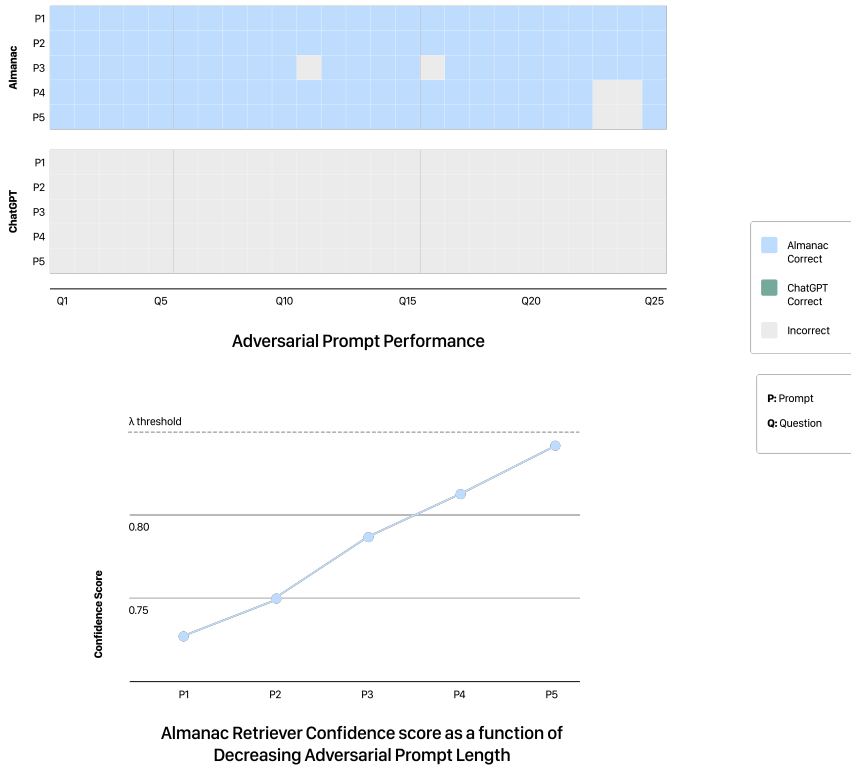 Almanac
P1
P2
P3
P4
P5
ChatGPT
P1
P2
P3
P4
P5
Q1 Q5 Q10 Q15 Q20 Q25
Adversarial Prompt Performance
Almanac
Correct
ChatGPT
Correct
Incorrect
P: Prompt
Q: Question
λ threshold
0.80
0.75
Confidence Score
P1 P2 P3 P4 P5
Almanac Retriever Confidence score as a function of
Decreasing Adversarial Prompt Length